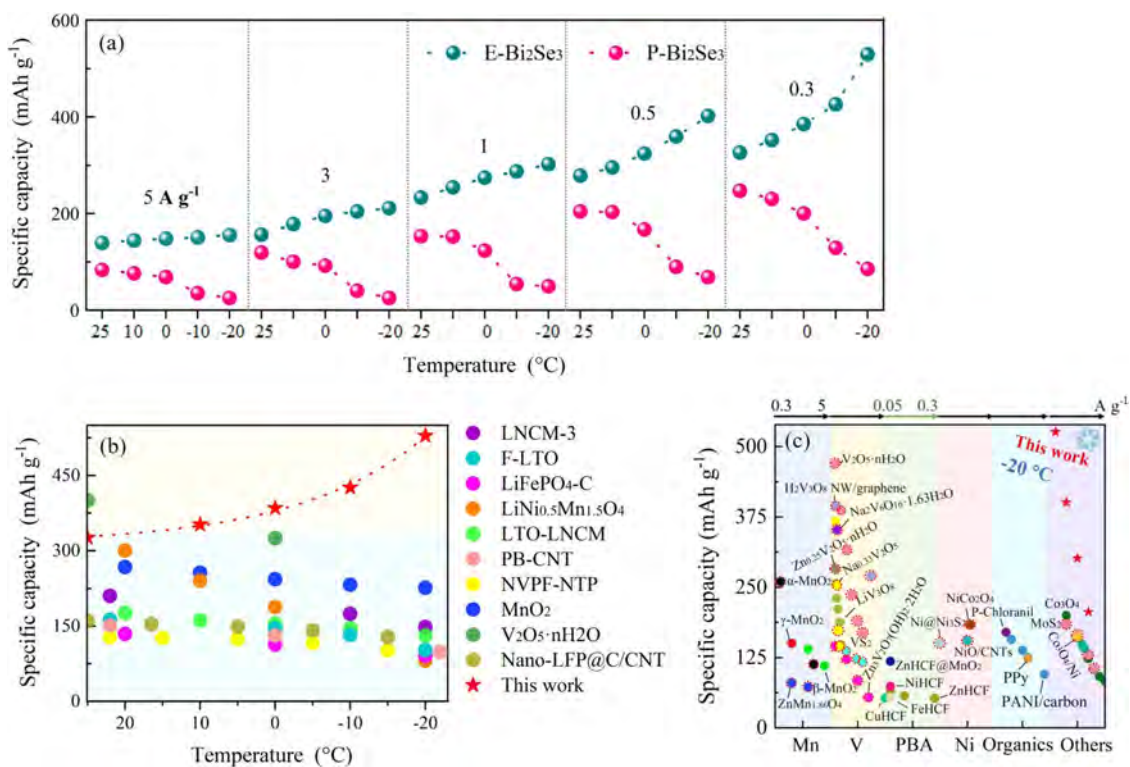 (a)
E-Bi₂Se₃
P-Bi₂Se₃
5 A g⁻¹
3
1
0.5
0.3
600
400
200
0
Specific capacity (mAh g⁻¹)
25 10 0 -10 -20 25 0 -20 25 0 -20 25 0 -20 25 0 -20
Temperature (°C)
(b)
450
300
150
0
Specific capacity (mAh g⁻¹)
20 10 0 -10 -20
Temperature (°C)
LNCM-3
F-LTO
LiFePO₄-C
LiNi₀.₅Mn₁.₅O₄
LTO-LNCM
PB-CNT
NVPF-NTP
MnO₂
V₂O₅·nH2O
Nano-LFP@C/CNT
This work
0.3 5 0.05 0.3 A g⁻¹
(c)
This work
-20 °C
500
375
250
125
0
Specific capacity (mAh g⁻¹)
V₂O₅·nH₂O
H₂V₃O₈ NW/graphene
Na₂V₆O₁₆·1.63H₂O
Zn₀.₂₅V₂O₅·nH₂O
Na₀.₃₃V₂O₅
α-MnO₂
LiV₃O₈
γ-MnO₂
VS₂
Zn₃V₂O₇(OH)₂·2H₂O
β-MnO₂
ZnMn₁.₈₆O₄
Ni@Ni₃S₂
NiCo₂O₄
P-Chloranil
NiO/CNTs
ZnHCF@MnO₂
NiHCF
ZnHCF
CuHCF
FeHCF
PPy
PANI/carbon
Co₃O₄
MoS₂
Co₃O₄/Ni
Mn V PBA Ni Organics Others